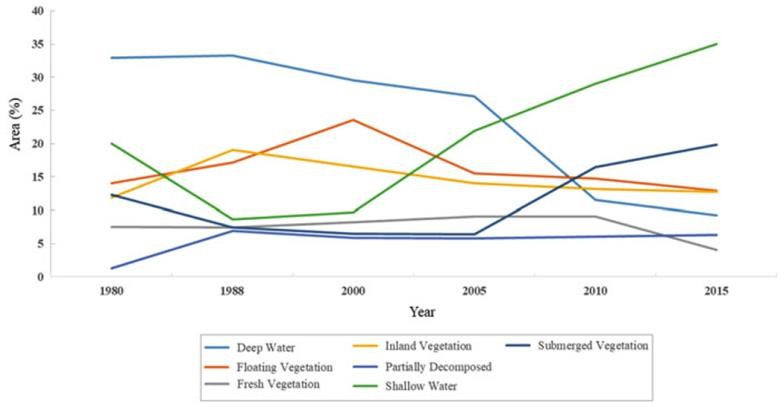 40
35
30
25
20
15
10
5
0
Area (%)
1980 1988 2000 2005 2010 2015
Year
Deep Water Inland Vegetation Submerged Vegetation
Floating Vegetation Partially Decomposed
Fresh Vegetation Shallow Water